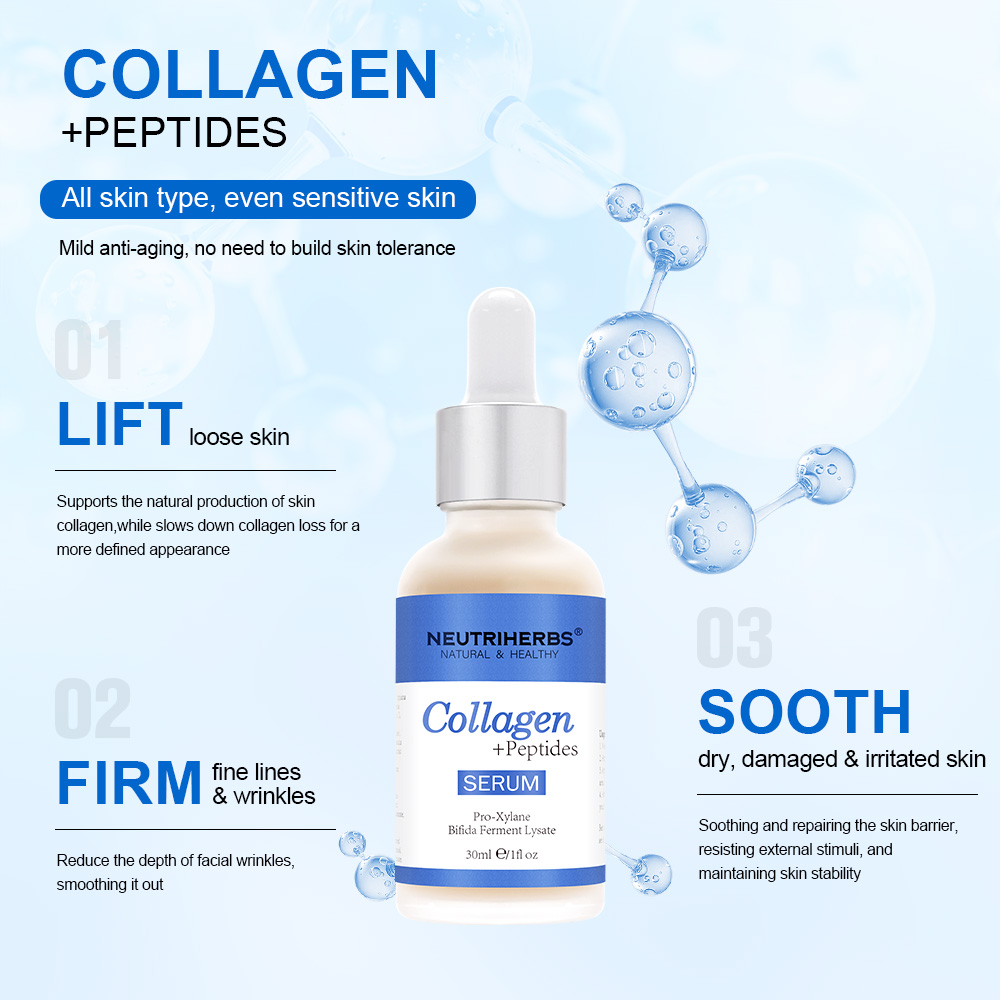 COLLAGEN
+PEPTIDES
All skin type, even sensitive skin
Mild anti-aging, no need to build skin tolerance
01
LIFT loose skin
Supports the natural production of skin
collagen,while slows down collagen loss for a
more defined appearance
02
FIRM fine lines
& wrinkles
Reduce the depth of facial wrinkles,
smoothing it out
NEUTRIHERBS®
NATURAL & HEALTHY
Collagen
+Peptides
SERUM
Pro-Xylane
Bifida Ferment Lysate
30ml ℮/1fl oz
03
SOOTH
dry, damaged & irritated skin
Soothing and repairing the skin barrier,
resisting external stimuli, and
maintaining skin stability